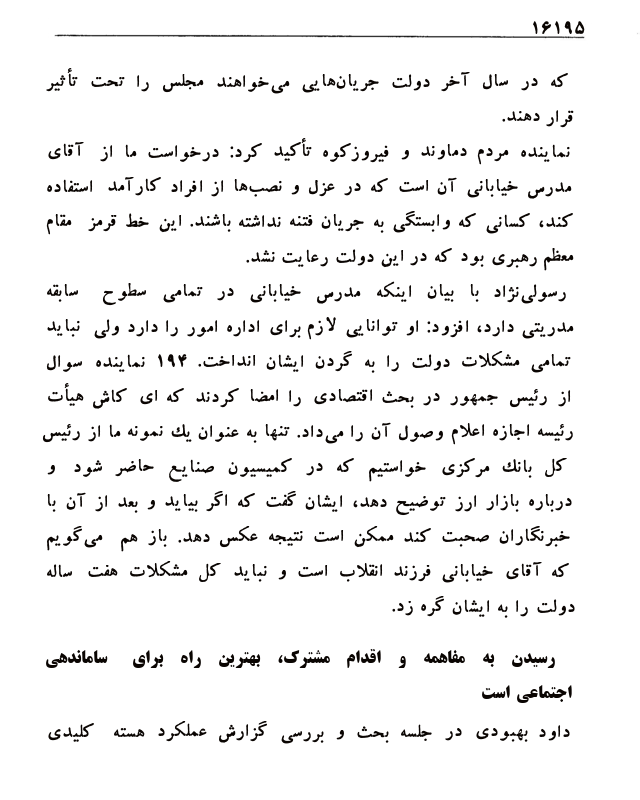 ۱۶۱۹۵
که در سال آخر دولت جریان‌هایی می‌خواهند مجلس را تحت تأثیر
قرار دهند.
نماینده مردم دماوند و فیروزکوه تأکید کرد: درخواست ما از آقای
مدرس خیابانی آن است که در عزل و نصب‌ها از افراد کارآمد استفاده
کند، کسانی که وابستگی به جریان فتنه نداشته باشند. این خط قرمز مقام
معظم رهبری بود که در این دولت رعایت نشد.
رسولی‌نژاد با بیان اینکه مدرس خیابانی در تمامی سطوح سابقه
مدریتی دارد، افزود: او توانایی لازم برای اداره امور را دارد ولی نباید
تمامی مشکلات دولت را به گردن ایشان انداخت. ۱۹۴ نماینده سوال
از رئیس جمهور در بحث اقتصادی را امضا کردند که ای کاش هیأت
رئیسه اجازه اعلام وصول آن را می‌داد. تنها به عنوان یك نمونه ما از رئیس
کل بانك مرکزی خواستیم که در کمیسیون صنایع حاضر شود و
درباره بازار ارز توضیح دهد، ایشان گفت که اگر بیاید و بعد از آن با
خبرنگاران صحبت کند ممکن است نتیجه عکس دهد. باز هم می‌گویم
که آقای خیابانی فرزند انقلاب است و نباید کل مشکلات هفت ساله
دولت را به ایشان گره زد.
رسیدن به مفاهمه و اقدام مشترک، بهترین راه برای ساماندهی
اجتماعی است
داود بهبودی در جلسه بحث و بررسی گزارش عملکرد هسته کلیدی